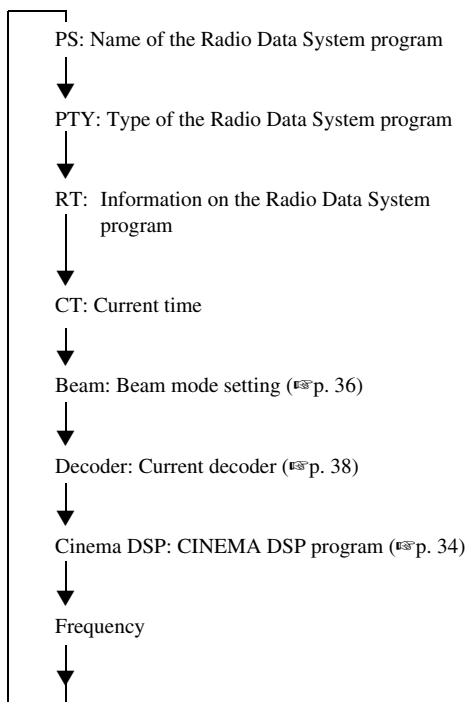 PS: Name of the Radio Data System program
PTY: Type of the Radio Data System program
RT: Information on the Radio Data System
program
CT: Current time
Beam: Beam mode setting (☞p. 36)
Decoder: Current decoder (☞p. 38)
Cinema DSP: CINEMA DSP program (☞p. 34)
Frequency